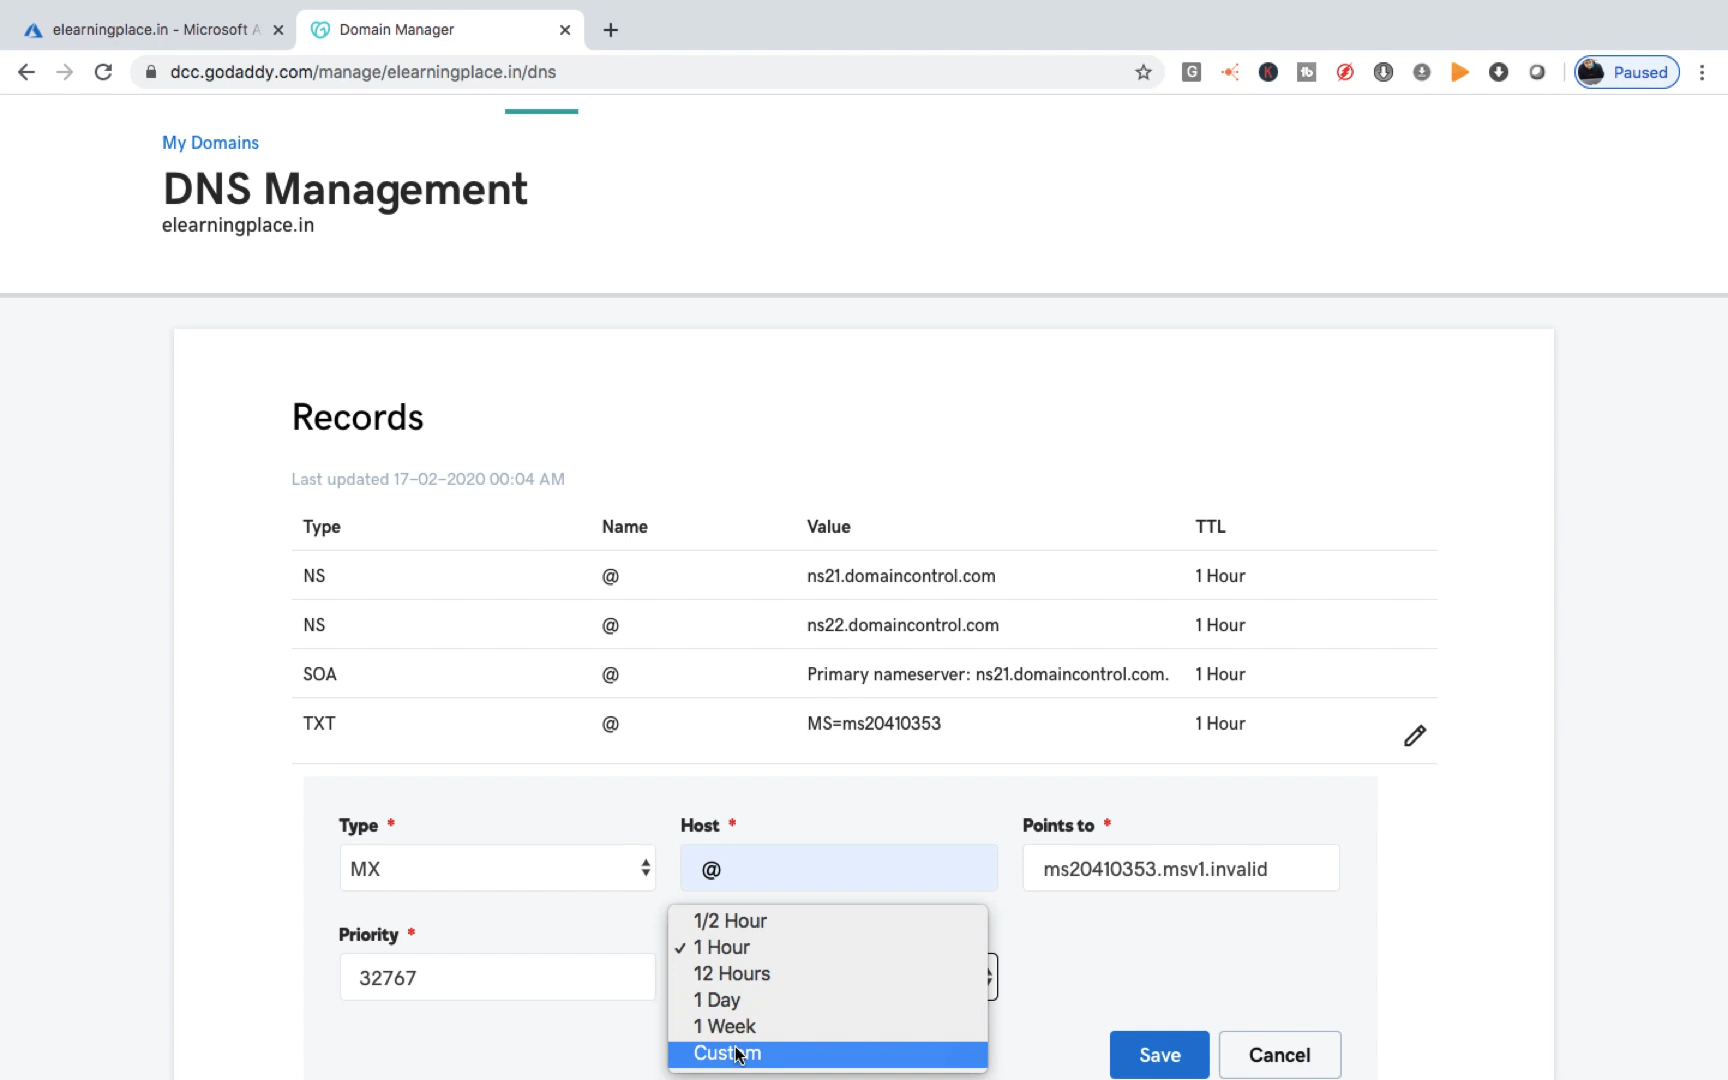 elearningplace.in - Microsoft A
Domain Manager
dcc.godaddy.com/manage/elearningplace.in/dns
Paused
My Domains
DNS Management
elearningplace.in
Records
Last updated 17-02-2020 00:04 AM
Type Name Value TTL
NS @ ns21.domaincontrol.com 1 Hour
NS @ ns22.domaincontrol.com 1 Hour
SOA @ Primary nameserver: ns21.domaincontrol.com. 1 Hour
TXT @ MS=ms20410353 1 Hour
Type * Host * Points to *
MX @ ms20410353.msv1.invalid
Priority *
32767
1/2 Hour
✓ 1 Hour
12 Hours
1 Day
1 Week
Custom
Save Cancel